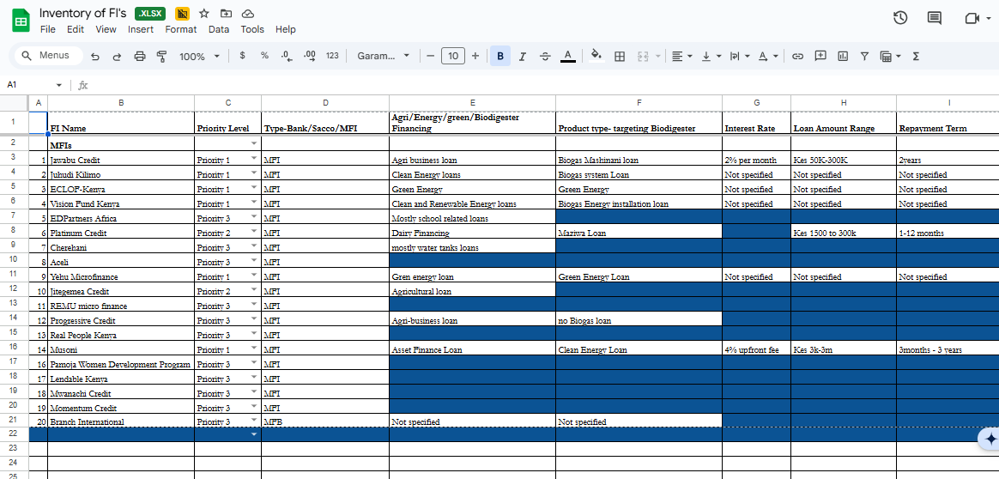 Inventory of FI's .XLSX
File Edit View Insert Format Data Tools Help
Menus 100% $ % .0 .00 123 Garam... − 10 + B I A
A1 fx
A B C D E F G H I
1 FI Name Priority Level Type-Bank/Sacco/MFI Agri/Energy/green/Biodigester Financing Product type- targeting Biodigester Interest Rate Loan Amount Range Repayment Term
2 MFIs
3 1 Jawabu Credit Priority 1 MFI Agri business loan Biogas Mashinani loan 2% per month Kes 50K-300K 2years
4 2 Juhudi Kilimo Priority 1 MFI Clean Energy loans Biogas system Loan Not specified Not specified Not specified
5 3 ECLOF-Kenya Priority 1 MFI Green Energy Green Energy Not specified Not specified Not specified
6 4 Vision Fund Kenya Priority 1 MFI Clean and Renewable Energy loans Biogas Energy installation loan Not specified Not specified Not specified
7 5 EDPartners Africa Priority 3 MFI Mostly school related loans
8 6 Platinum Credit Priority 2 MFI Dairy Financing Maziwa Loan Kes 1500 to 300k 1-12 months
9 7 Cherehani Priority 3 MFI mostly water tanks loans
10 8 Aceli Priority 3 MFI
11 9 Yehu Microfinance Priority 1 MFI Gren energy loan Green Energy Loan Not specified Not specified Not specified
12 10 Jitegemea Credit Priority 2 MFI Agricultural loan
13 11 REMU micro finance Priority 3 MFI
14 12 Progressive Credit Priority 3 MFI Agri-business loan no Biogas loan
15 13 Real People Kenya Priority 3 MFI
16 14 Musoni Priority 1 MFI Asset Finance Loan Clean Energy Loan 4% upfront fee Kes 3k-3m 3months - 3 years
17 16 Pamoja Women Development Program Priority 3 MFI
18 17 Lendable Kenya Priority 3 MFI
19 18 Mwanachi Credit Priority 3 MFI
20 19 Momentum Credit Priority 3 MFI
21 20 Branch International Priority 3 MFB Not specified Not specified
22
23
24
25